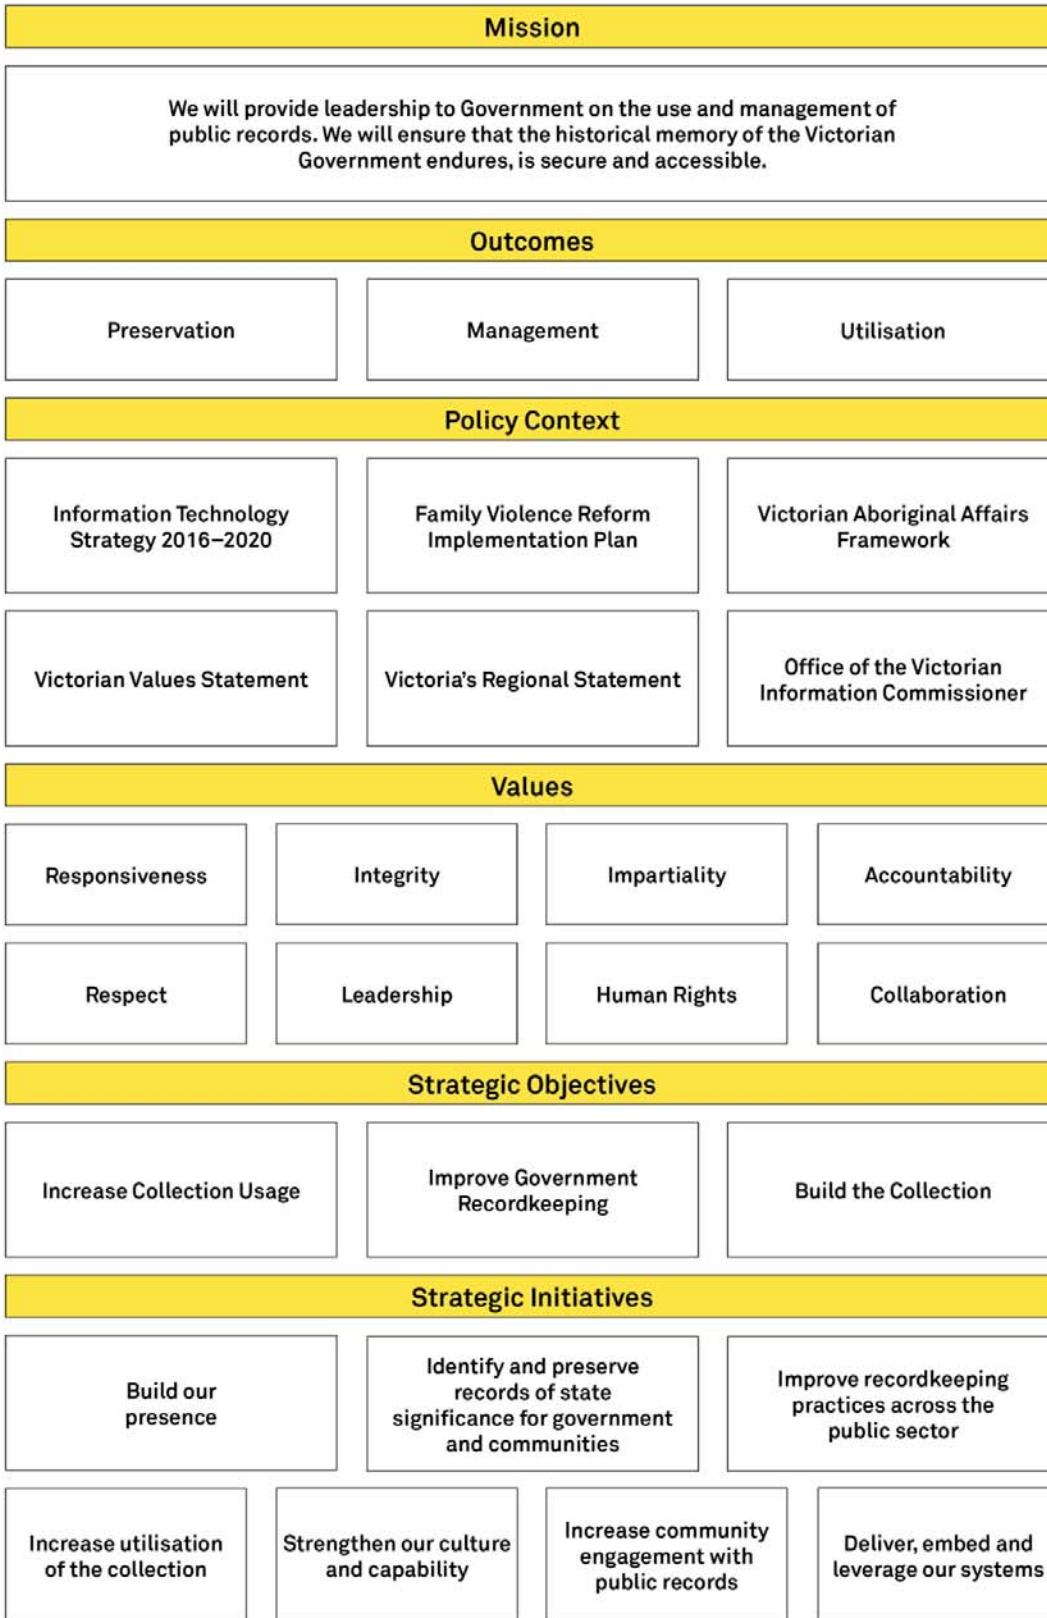 Mission
We will provide leadership to Government on the use and management of
public records. We will ensure that the historical memory of the Victorian
Government endures, is secure and accessible.
Outcomes
Preservation
Management
Utilisation
Policy Context
Information Technology
Strategy 2016–2020
Family Violence Reform
Implementation Plan
Victorian Aboriginal Affairs
Framework
Victorian Values Statement
Victoria’s Regional Statement
Office of the Victorian
Information Commissioner
Values
Responsiveness
Integrity
Impartiality
Accountability
Respect
Leadership
Human Rights
Collaboration
Strategic Objectives
Increase Collection Usage
Improve Government
Recordkeeping
Build the Collection
Strategic Initiatives
Build our
presence
Identify and preserve
records of state
significance for government
and communities
Improve recordkeeping
practices across the
public sector
Increase utilisation
of the collection
Strengthen our culture
and capability
Increase community
engagement with
public records
Deliver, embed and
leverage our systems